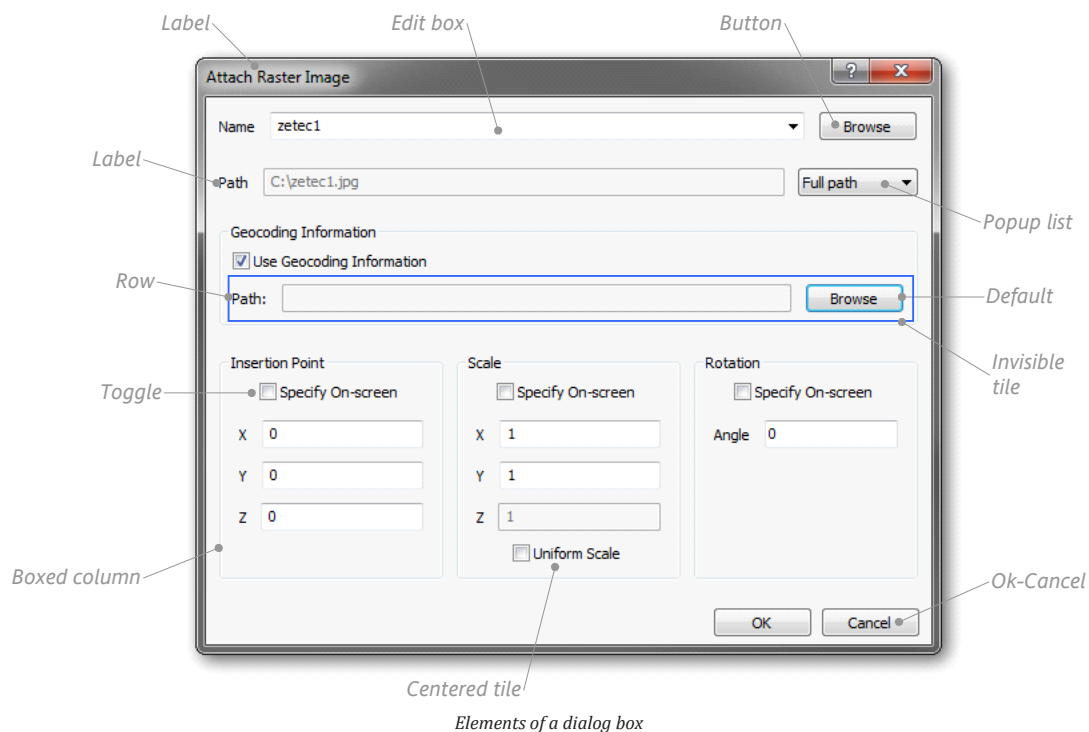 Label
Edit box
Button
Attach Raster Image
?
X
Name zetec1 Browse
Label
Path C:\zetec1.jpg Full path
Popup list
Geocoding Information
Use Geocoding Information
Row
Path: Browse
Default
Invisible
tile
Insertion Point
Scale
Rotation
Toggle
Specify On-screen
Specify On-screen
Specify On-screen
X 0
X 1
Angle 0
Y 0
Y 1
Z 0
Z 1
Uniform Scale
Boxed column
Ok-Cancel
OK
Cancel
Centered tile
Elements of a dialog box